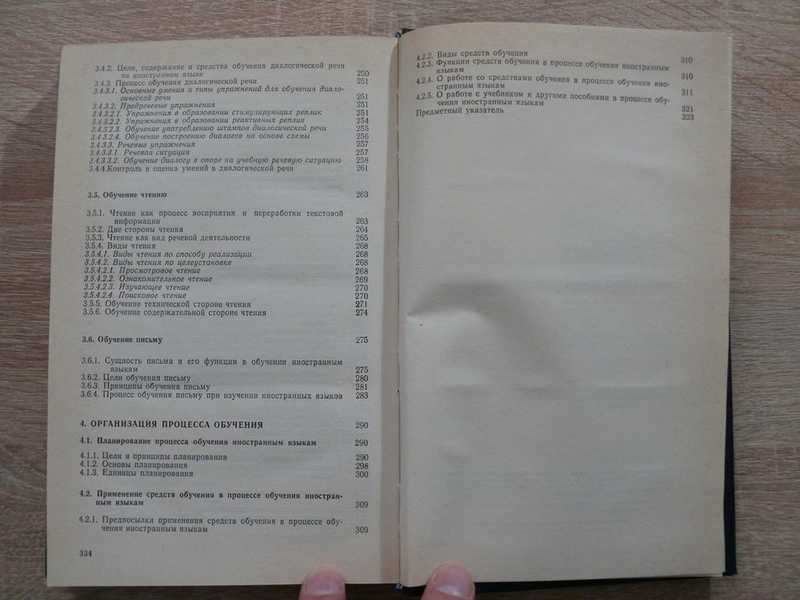 3.4.2. Цели, содержание и средства обучения диалогической речи
на иностранном языке 250
3.4.3. Процесс обучения диалогической речи 251
3.4.3.1. Основные умения и типы упражнений для обучения диало-
гической речи 251
3.4.3.2. Предречевые упражнения 251
3.4.3.2.1. Упражнения в образовании стимулирующих реплик 251
3.4.3.2.2. Упражнения в образовании реактивных реплик 254
3.4.3.2.3. Обучение употреблению штампов диалогической речи 255
3.4.3.2.4. Обучение построению диалогов на основе схемы 256
3.4.3.3. Речевые упражнения 257
3.4.3.3.1. Речевая ситуация 257
3.4.3.3.2. Обучение диалогу в опоре на учебную речевую ситуацию 258
3.4.4. Контроль и оценка умений в диалогической речи 261
3.5. Обучение чтению 263
3.5.1. Чтение как процесс восприятия и переработки текстовой
информации 263
3.5.2. Две стороны чтения 264
3.5.3. Чтение как вид речевой деятельности 265
3.5.4. Виды чтения 268
3.5.4.1. Виды чтения по способу реализации 268
3.5.4.2. Виды чтения по целеустановке 268
3.5.4.2.1. Просмотровое чтение 268
3.5.4.2.2. Ознакомительное чтение 269
3.5.4.2.3. Изучающее чтение 270
3.5.4.2.4. Поисковое чтение 270
3.5.5. Обучение технической стороне чтения 271
3.5.6. Обучение содержательной стороне чтения 274
3.6. Обучение письму 275
3.6.1. Сущность письма и его функции в обучении иностранным
языкам 275
3.6.2. Цели обучения письму 280
3.6.3. Принципы обучения письму 281
3.6.4. Процесс обучения письму при изучении иностранных языков 283
4. ОРГАНИЗАЦИЯ ПРОЦЕССА ОБУЧЕНИЯ 290
4.1. Планирование процесса обучения иностранным языкам 290
4.1.1. Цели и принципы планирования 290
4.1.2. Основы планирования 298
4.1.3. Единицы планирования 300
4.2. Применение средств обучения в процессе обучения иностран-
ным языкам 309
4.2.1. Предпосылки применения средств обучения в процессе обу-
чения иностранным языкам 309
334
4.2.2. Виды средств обучения 310
4.2.3. Функции средств обучения в процессе обучения иностранным
языкам 310
4.2.4. О работе со средствами обучения в процессе обучения ино-
странным языкам 311
4.2.5. О работе с учебником и другими пособиями в процессе обу-
чения иностранным языкам 321
Предметный указатель 323